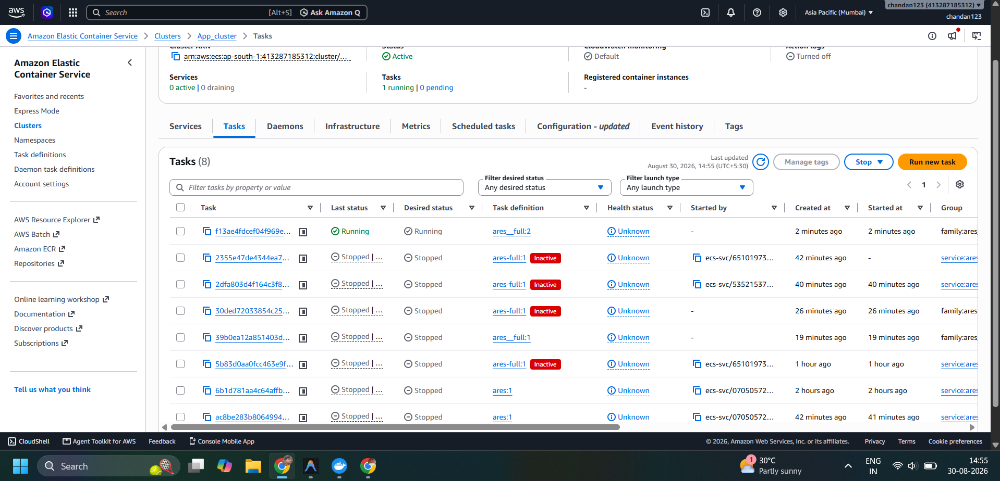 aws
Search [Alt+S] Ask Amazon Q
Asia Pacific (Mumbai)
chandan123 (413287185312)
chandan123
Amazon Elastic Container Service > Clusters > App_cluster > Tasks
Amazon Elastic Container Service
Favorites and recents
Express Mode
Clusters
Namespaces
Task definitions
Daemon task definitions
Account settings
AWS Resource Explorer
AWS Batch
Amazon ECR
Repositories
Online learning workshop
Documentation
Discover products
Subscriptions
Tell us what you think
Cluster ARN
arn:aws:ecs:ap-south-1:413287185312:cluster/...
Status
Active
CloudWatch monitoring
Default
Action logs
Turned off
Services
0 active | 0 draining
Tasks
1 running | 0 pending
Registered container instances
-
Services Tasks Daemons Infrastructure Metrics Scheduled tasks Configuration - updated Event history Tags
Tasks (8)
Last updated
August 30, 2026, 14:55 (UTC+5:30)
Manage tags Stop Run new task
Filter tasks by property or value
Filter desired status
Any desired status
Filter launch type
Any launch type
1
Task Last status Desired status Task definition Health status Started by Created at Started at Group
f13ae4fdcef04f969e... Running Running ares__full:2 Unknown - 2 minutes ago 2 minutes ago family:ares
2355e47de4344ea7... Stopped | ... Stopped ares-full:1 Inactive Unknown ecs-svc/65101973... 42 minutes ago - service:ares
2dfa803d4f164c3f8... Stopped | ... Stopped ares-full:1 Inactive Unknown ecs-svc/53521537... 40 minutes ago 40 minutes ago service:ares
30ded72033854c25... Stopped | ... Stopped ares-full:1 Inactive Unknown - 26 minutes ago 26 minutes ago family:ares
39b0ea12a851403d... Stopped | ... Stopped ares__full:1 Unknown - 19 minutes ago 19 minutes ago family:ares
5b83d0aa0fcc463e9f... Stopped | ... Stopped ares-full:1 Inactive Unknown ecs-svc/65101973... 1 hour ago 1 hour ago service:ares
6b1d781aa4c64affb... Stopped | ... Stopped ares:1 Unknown ecs-svc/07050572... 2 hours ago 2 hours ago service:ares
ac8be283b8064994... Stopped | ... Stopped ares:1 Unknown ecs-svc/07050572... 42 minutes ago 41 minutes ago service:ares
CloudShell Agent Toolkit for AWS Feedback Console Mobile App
© 2026, Amazon Web Services, Inc. or its affiliates. Privacy Terms Cookie preferences
Search
1
30°C
Partly sunny
ENG
IN
14:55
30-08-2026